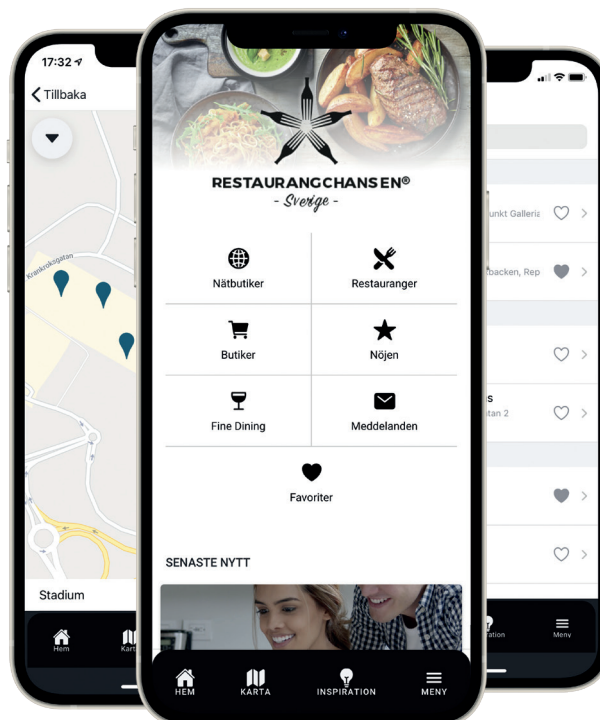 17:32
Tillbaka
Krankroksgatan
Stadium
Hem
RESTAURANGCHANSEN®
- Sverige -
Nätbutiker
Restauranger
Butiker
Nöjen
Fine Dining
Meddelanden
Favoriter
SENASTE NYTT
HEM
KARTA
INSPIRATION
MENY
unkt Galleria
backen, Rep
tan 2
Meny